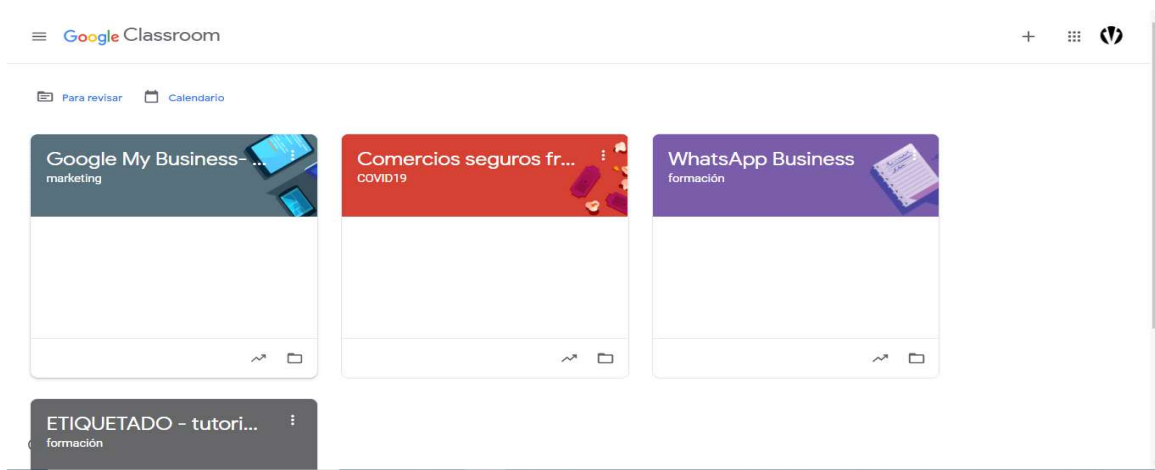 Google Classroom
Para revisar
Calendario
Google My Business- ...
marketing
Comercios seguros fr...
COVID19
WhatsApp Business
formación
ETIQUETADO - tutori...
formación